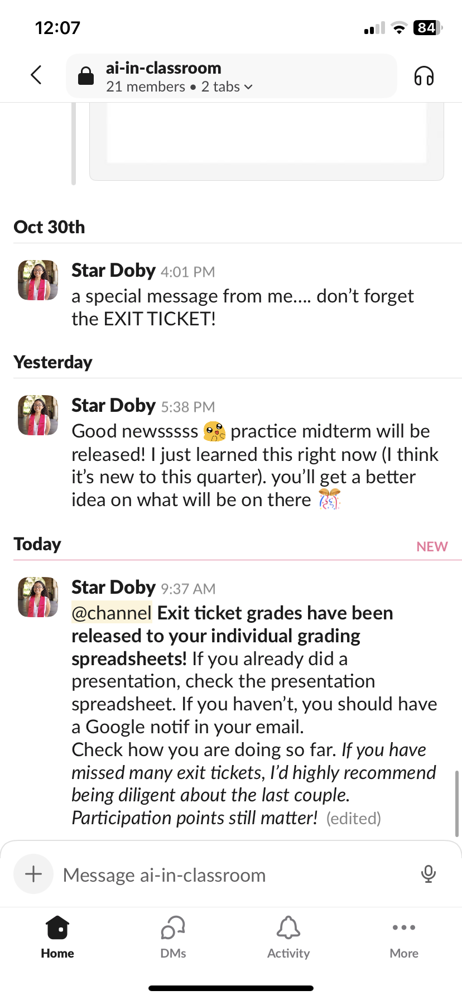 12:07
84
ai-in-classroom
21 members • 2 tabs
Oct 30th
Star Doby 4:01 PM
a special message from me.... don’t forget
the EXIT TICKET!
Yesterday
Star Doby 5:38 PM
Good newsssss practice midterm will be
released! I just learned this right now (I think
it’s new to this quarter). you’ll get a better
idea on what will be on there
Today
NEW
Star Doby 9:37 AM
@channel Exit ticket grades have been
released to your individual grading
spreadsheets! If you already did a
presentation, check the presentation
spreadsheet. If you haven’t, you should have
a Google notif in your email.
Check how you are doing so far. If you have
missed many exit tickets, I’d highly recommend
being diligent about the last couple.
Participation points still matter! (edited)
Message ai-in-classroom
Home
DMs
Activity
More